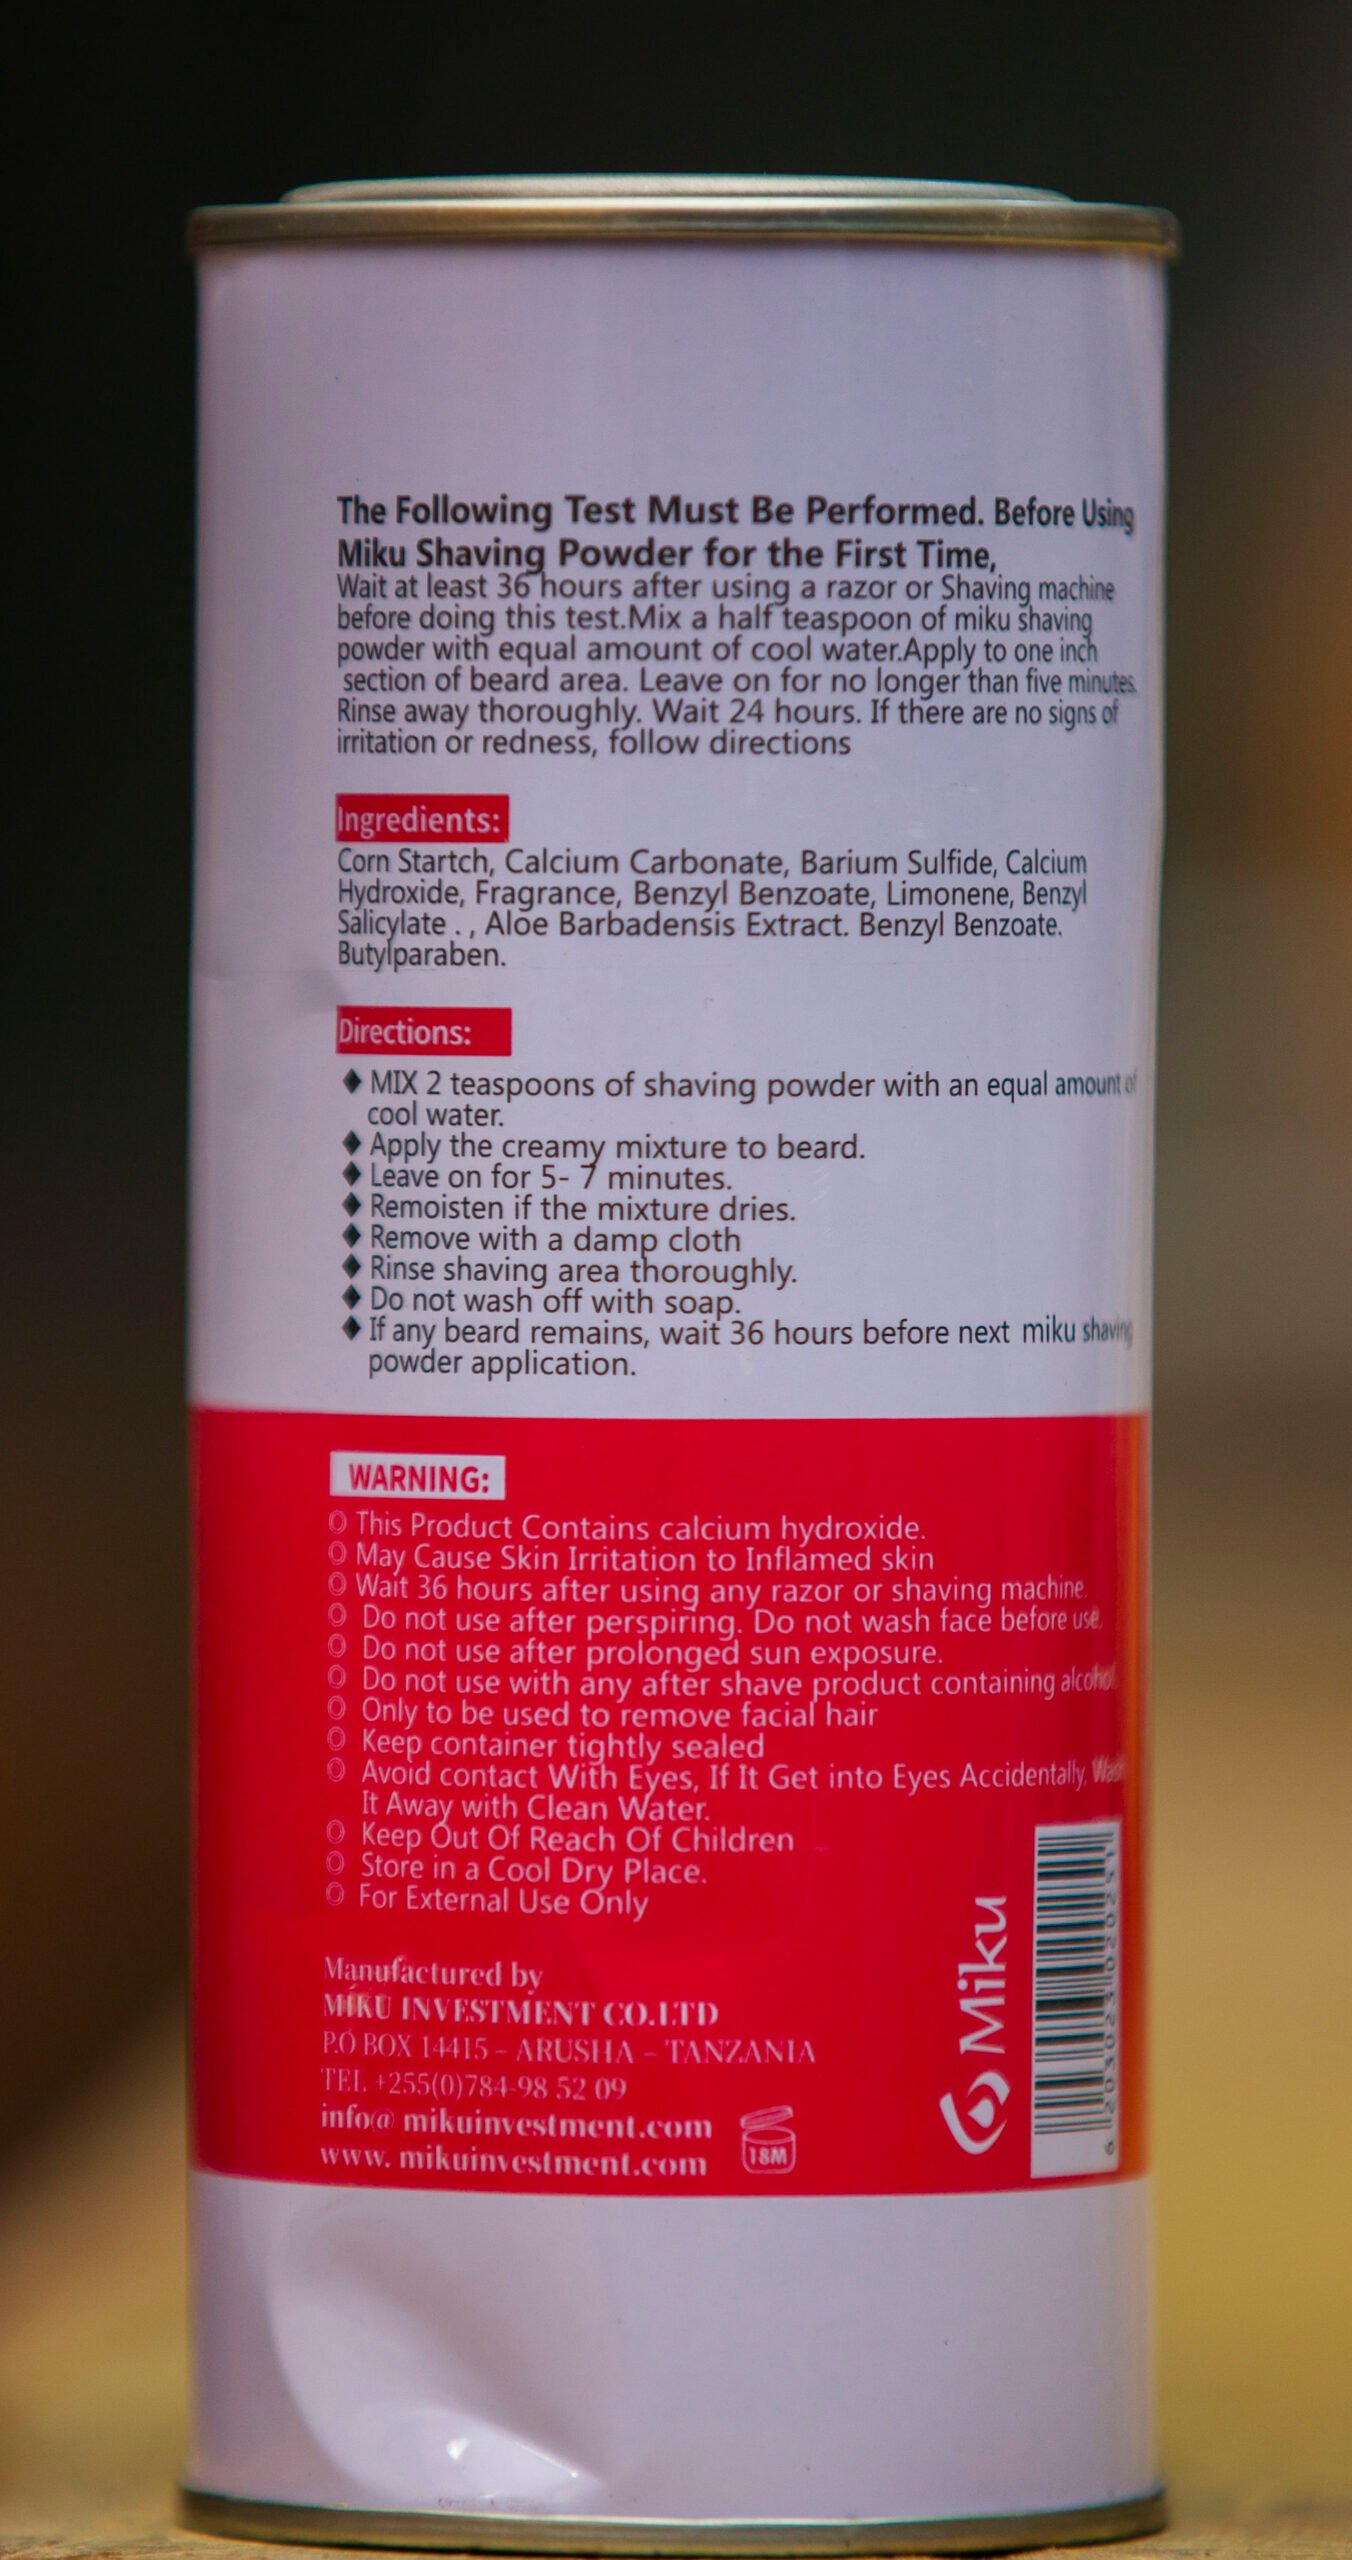 The Following Test Must Be Performed. Before Using
Miku Shaving Powder for the First Time,
Wait at least 36 hours after using a razor or Shaving machine
before doing this test.Mix a half teaspoon of miku shaving
powder with equal amount of cool water.Apply to one inch
section of beard area. Leave on for no longer than five minutes.
Rinse away thoroughly. Wait 24 hours. If there are no signs of
irritation or redness, follow directions
Ingredients:
Corn Startch, Calcium Carbonate, Barium Sulfide, Calcium
Hydroxide, Fragrance, Benzyl Benzoate, Limonene, Benzyl
Salicylate . , Aloe Barbadensis Extract. Benzyl Benzoate.
Butylparaben.
Directions:
MIX 2 teaspoons of shaving powder with an equal amount of
cool water.
Apply the creamy mixture to beard.
Leave on for 5- 7 minutes.
Remoisten if the mixture dries.
Remove with a damp cloth
Rinse shaving area thoroughly.
Do not wash off with soap.
If any beard remains, wait 36 hours before next miku shaving
powder application.
WARNING:
This Product Contains calcium hydroxide.
May Cause Skin Irritation to Inflamed skin
Wait 36 hours after using any razor or shaving machine.
Do not use after perspiring. Do not wash face before use.
Do not use after prolonged sun exposure.
Do not use with any after shave product containing alcohol.
Only to be used to remove facial hair
Keep container tightly sealed
Avoid contact With Eyes, If It Get into Eyes Accidentally, Wash
It Away with Clean Water.
Keep Out Of Reach Of Children
Store in a Cool Dry Place.
For External Use Only
Manufactured by
MIKU INVESTMENT CO.LTD
P.O BOX 14415 – ARUSHA – TANZANIA
TEL +255(0)784-98 52 09
info@ mikuinvestment.com
www. mikuinvestment.com
18M
Miku